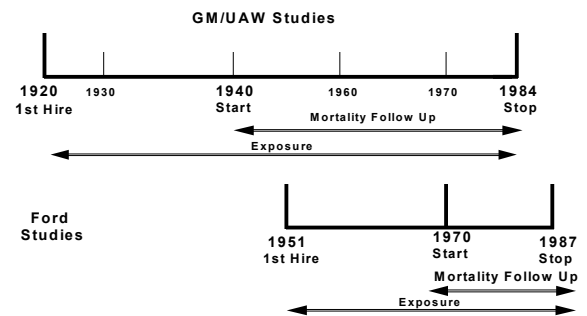 GM/UAW Studies
1920 1930 1940 1960 1970 1984
1st Hire Start Stop
Mortality Follow Up
Exposure
Ford
Studies
1951 1970 1987
1st Hire Start Stop
Mortality Follow Up
Exposure